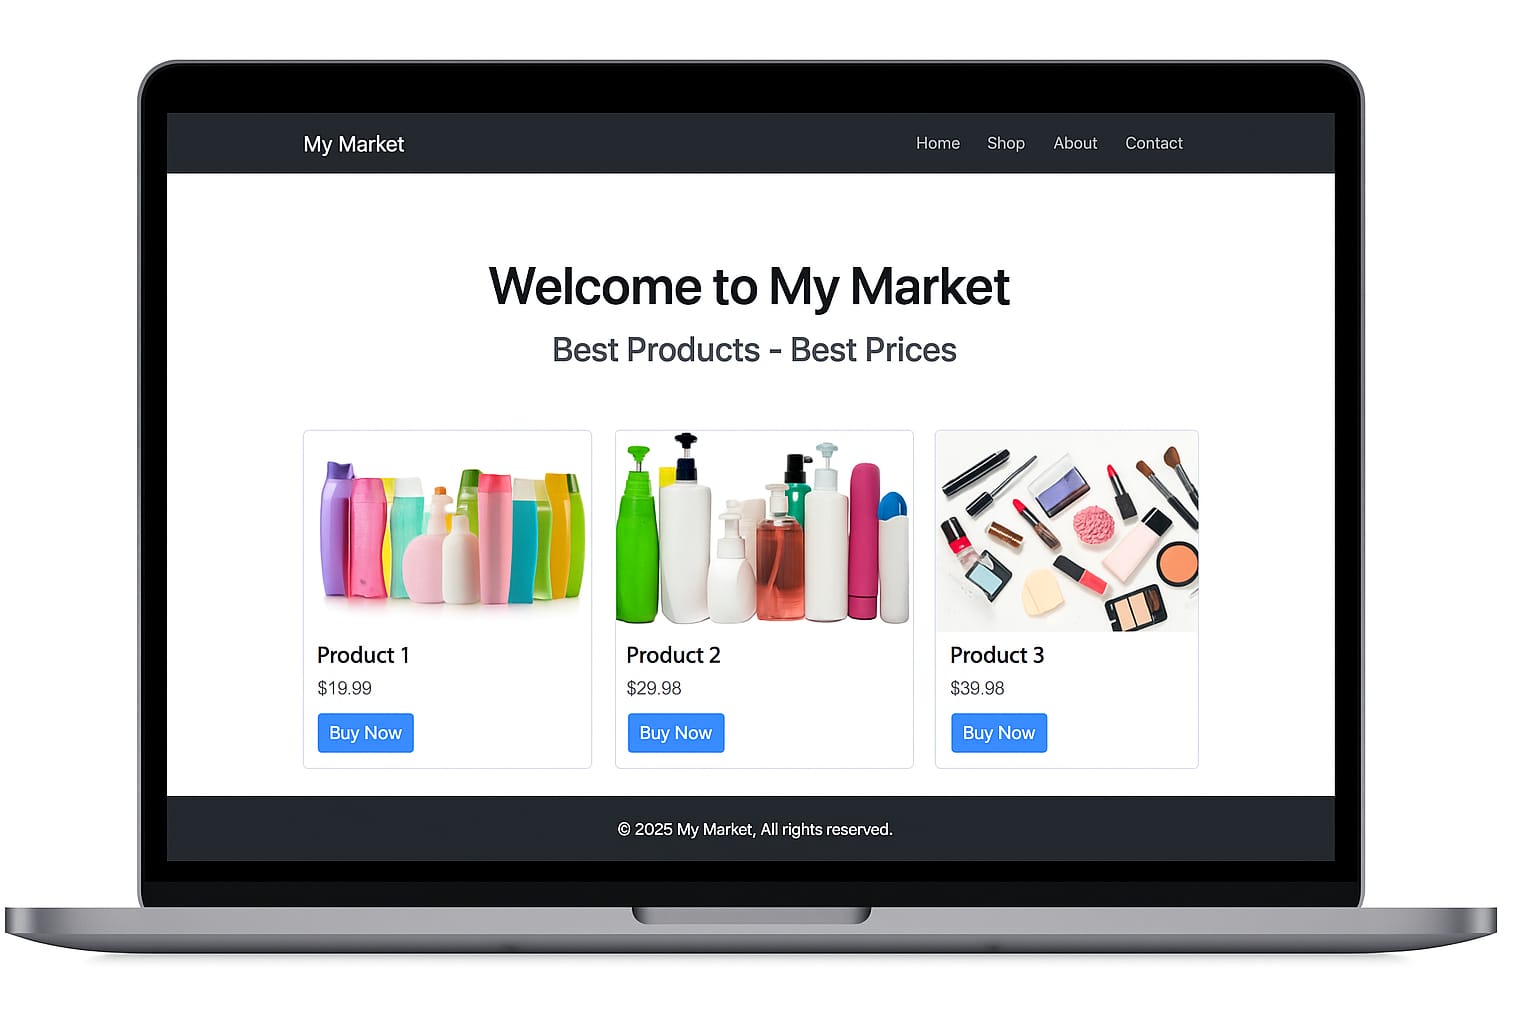 My Market
Home Shop About Contact
Welcome to My Market
Best Products - Best Prices
Product 1
$19.99
Buy Now
Product 2
$29.98
Buy Now
Product 3
$39.98
Buy Now
© 2025 My Market, All rights reserved.